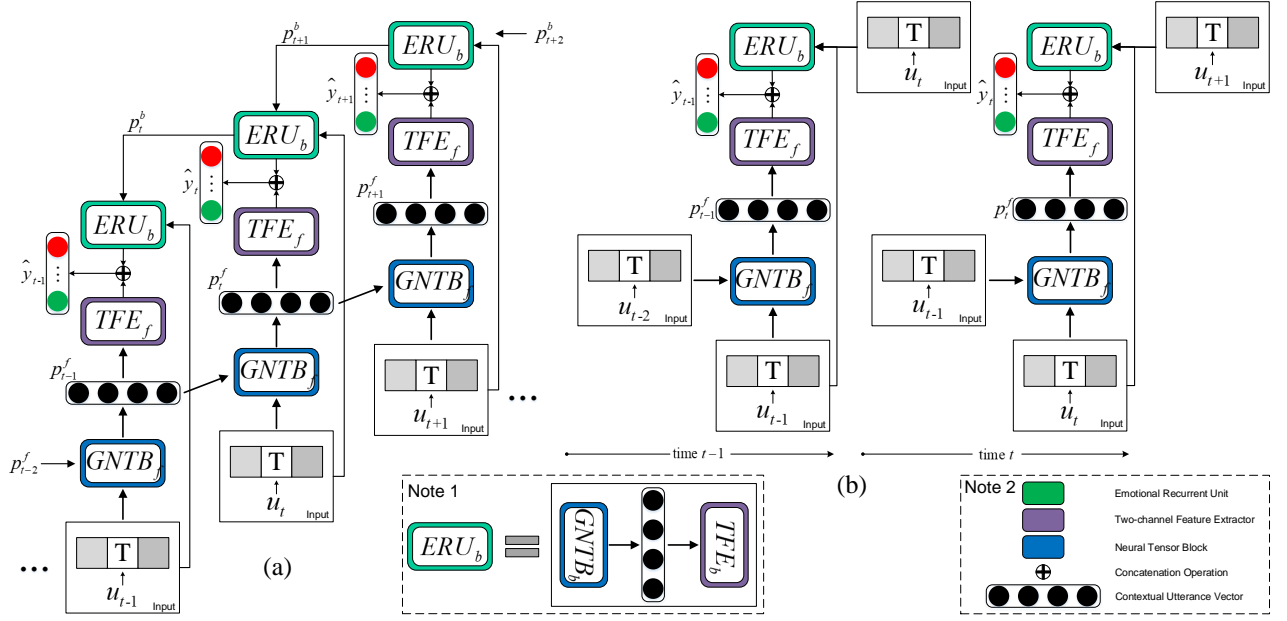 p^b_{t+1}
ERU_b
p^b_{t+2}
ŷ_{t+1}
TFE_f
p^f_{t+1}
GNTB_f
T
u_{t+1}
Input
p^b_t
ERU_b
ŷ_t
TFE_f
p^f_t
GNTB_f
T
u_t
Input
ERU_b
ŷ_{t-1}
TFE_f
p^f_{t-1}
p^f_{t-2}
GNTB_f
T
u_{t-1}
Input
...
...
(a)
ERU_b
T
u_t
Input
ŷ_{t-1}
TFE_f
p^f_{t-1}
T
u_{t-2}
Input
GNTB_f
T
u_{t-1}
Input
time t-1
ERU_b
T
u_{t+1}
Input
ŷ_t
TFE_f
p^f_t
T
u_{t-1}
Input
GNTB_f
T
u_t
Input
time t
(b)
Note 1
ERU_b
GNTB_b
TFE_b
Note 2
Emotional Recurrent Unit
Two-channel Feature Extractor
Neural Tensor Block
Concatenation Operation
Contextual Utterance Vector